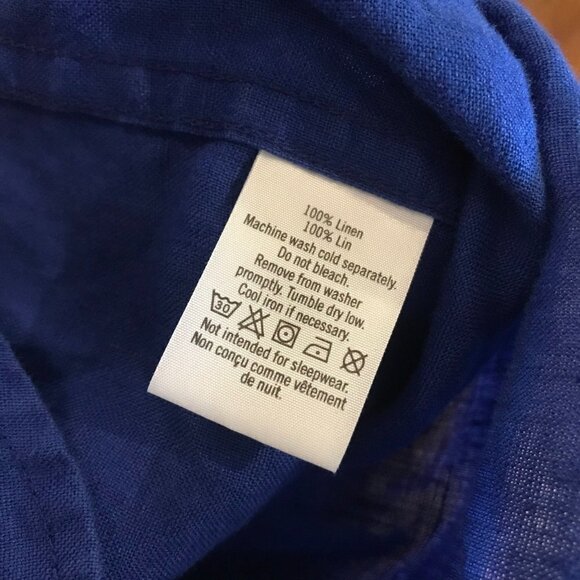 100% Linen
100% Lin
Machine wash cold separately.
Do not bleach.
Remove from washer
promptly. Tumble dry low.
Cool iron if necessary.
30
Not intended for sleepwear.
Non conçu comme vêtement
de nuit.